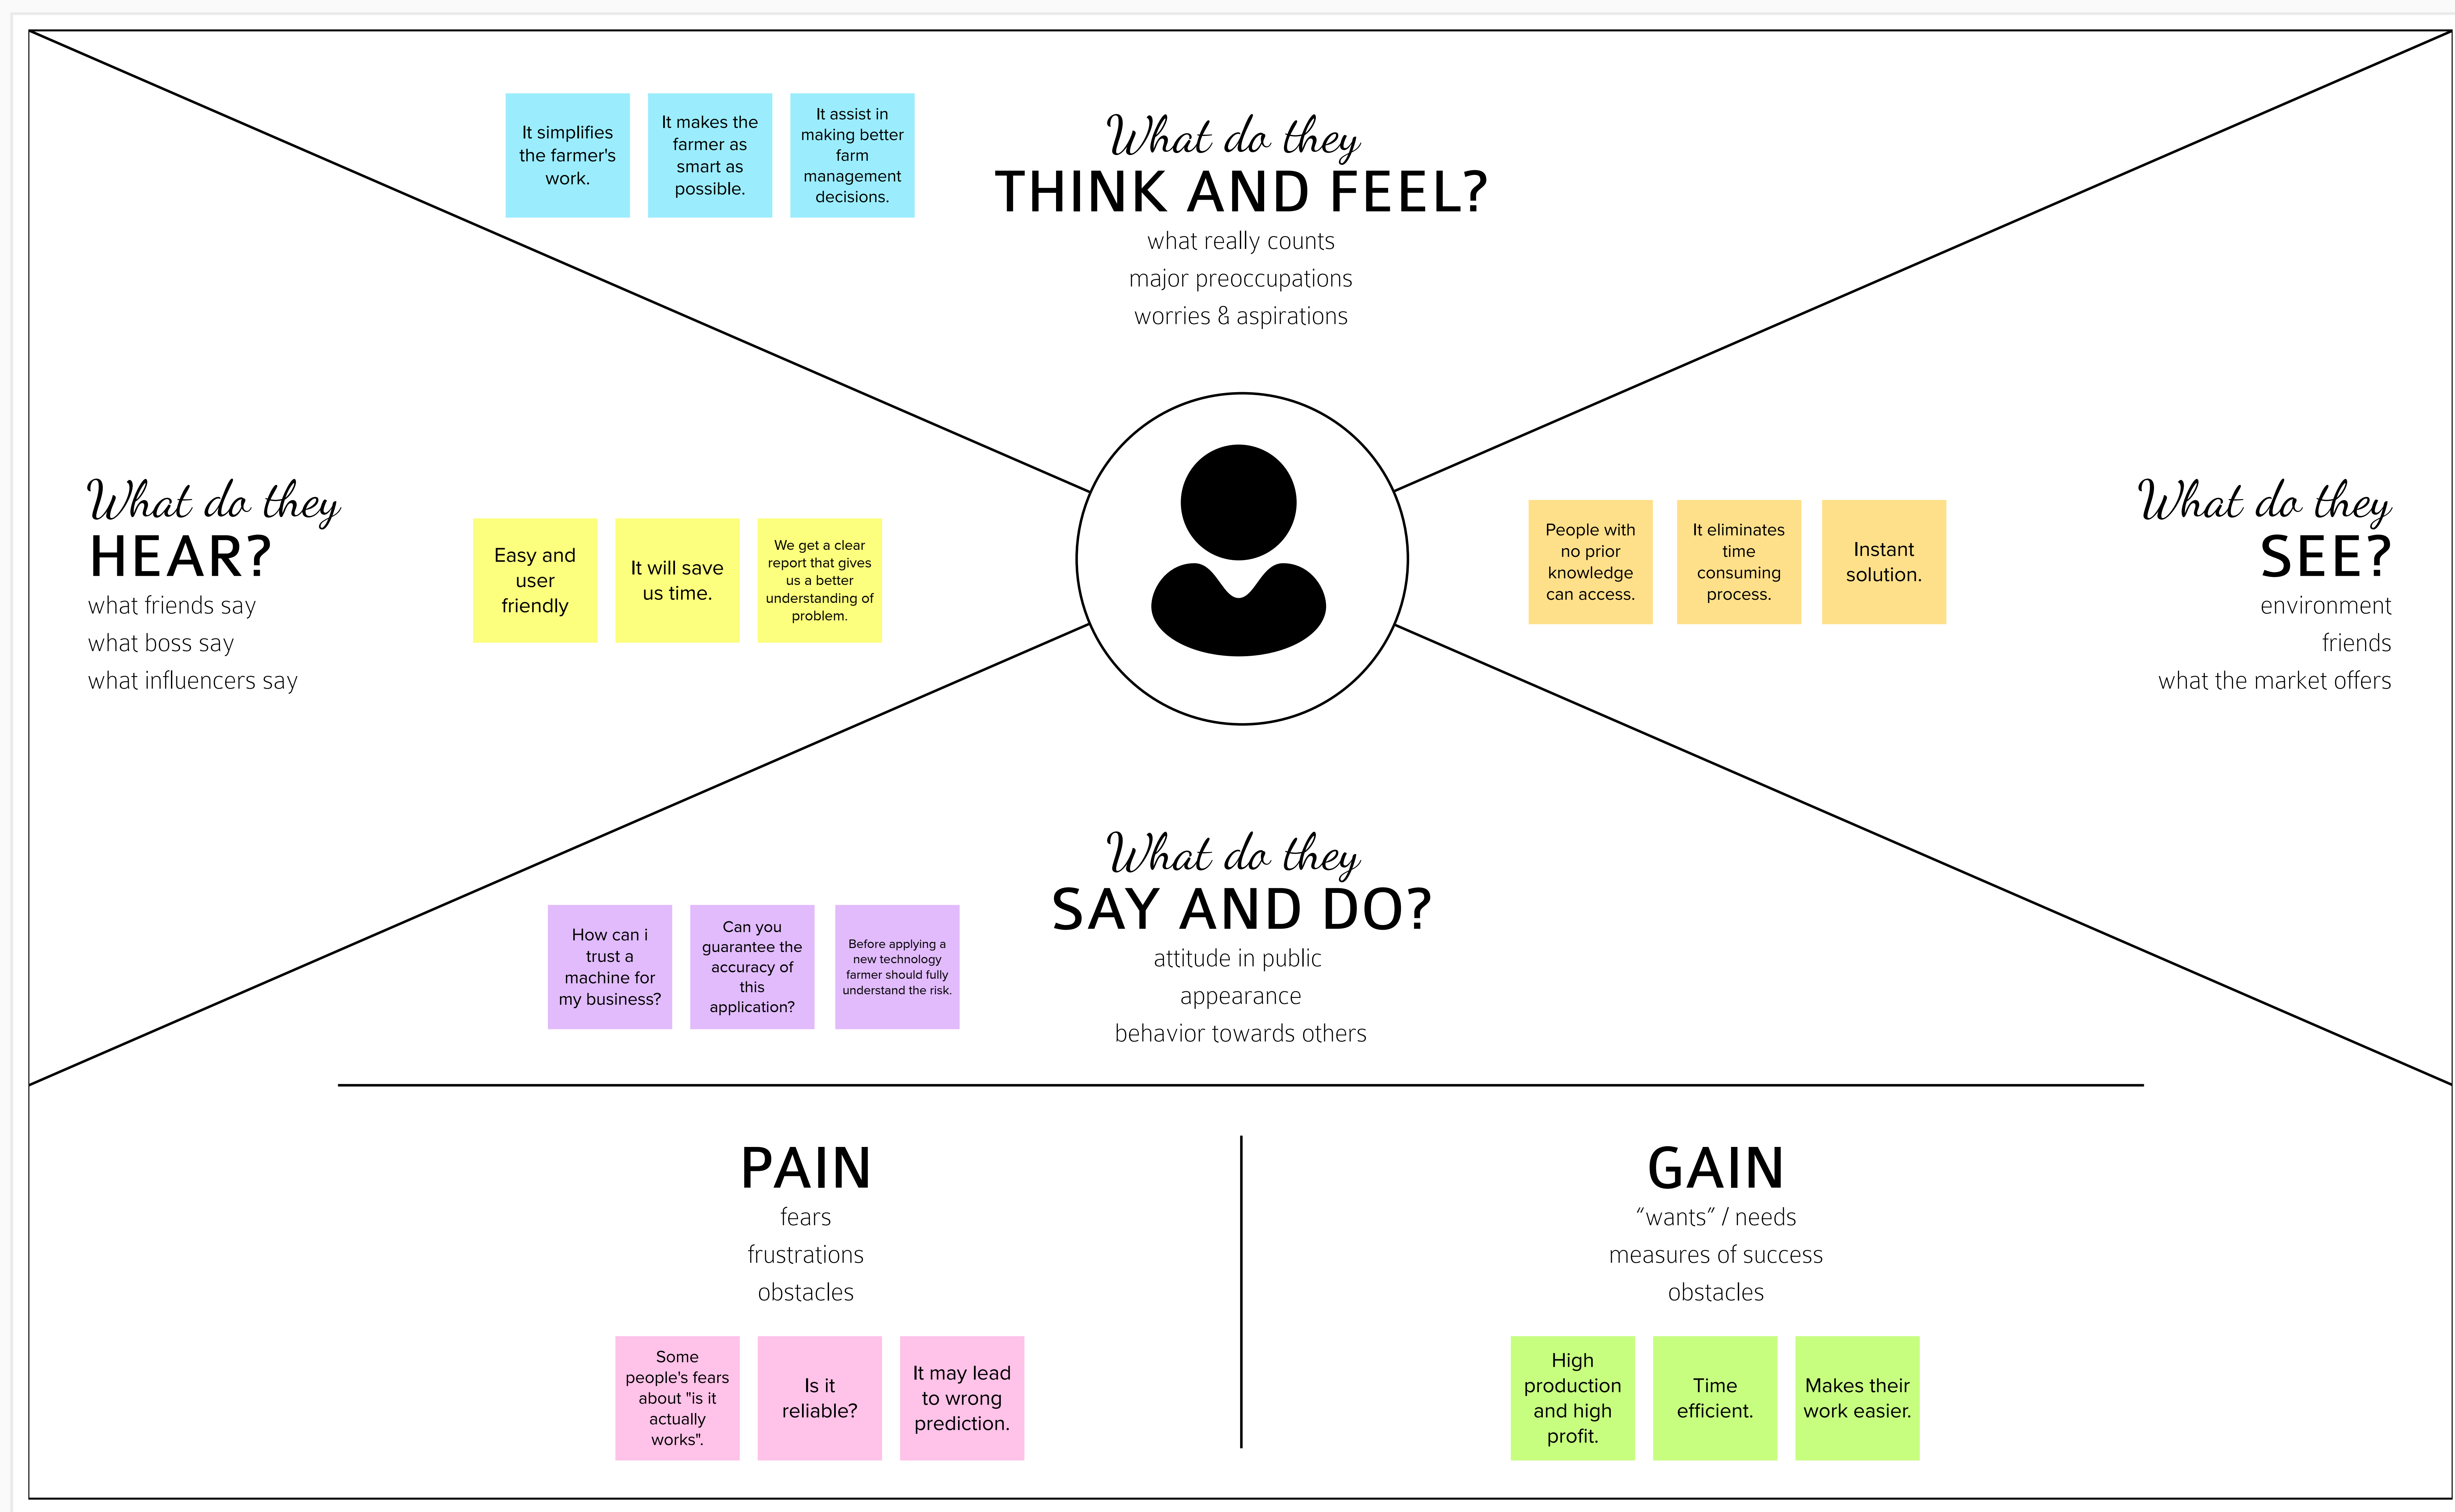 It simplifies
the farmer's
work.
It makes the
farmer as
smart as
possible.
It assist in
making better
farm
management
decisions.
What do they
THINK AND FEEL?
what really counts
major preoccupations
worries & aspirations
What do they
HEAR?
what friends say
what boss say
what influencers say
Easy and
user
friendly
It will save
us time.
We get a clear
report that gives
us a better
understanding of
problem.
People with
no prior
knowledge
can access.
It eliminates
time
consuming
process.
Instant
solution.
What do they
SEE?
environment
friends
what the market offers
How can i
trust a
machine for
my business?
Can you
guarantee the
accuracy of
this
application?
Before applying a
new technology
farmer should fully
understand the risk.
What do they
SAY AND DO?
attitude in public
appearance
behavior towards others
PAIN
fears
frustrations
obstacles
Some
people's fears
about "is it
actually
works".
Is it
reliable?
It may lead
to wrong
prediction.
GAIN
“wants” / needs
measures of success
obstacles
High
production
and high
profit.
Time
efficient.
Makes their
work easier.